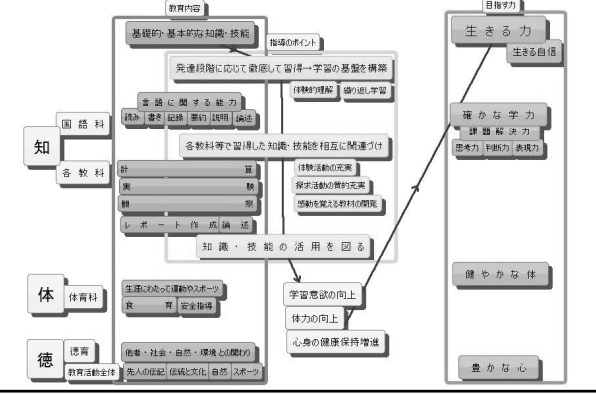 教育内容
目指す力
基礎的・基本的な知識・技能
指導のポイント
生きる力
生きる自信
発達段階に応じて徹底して習得→学習の基盤を構築
体験的理解 繰り返し学習
言語に関する能力
読み 書き 記録 要約 説明 論述
確かな学力
課題解決力
思考力 判断力 表現力
知
国語科
各教科
各教科等で習得した知識・技能を相互に関連づけ
計算
体験活動の充実
実験
探求活動の質的充実
観察
感動を覚える教材の開発
レポート作成 論述
知識・技能の活用を図る
体
体育科
生涯にわたって運動やスポーツ
食育 安全指導
学習意欲の向上
体力の向上
心身の健康保持増進
健やかな体
徳
徳育
教育活動全体
他者・社会・自然・環境との関わり
先人の伝記 伝統と文化 自然 スポーツ
豊かな心